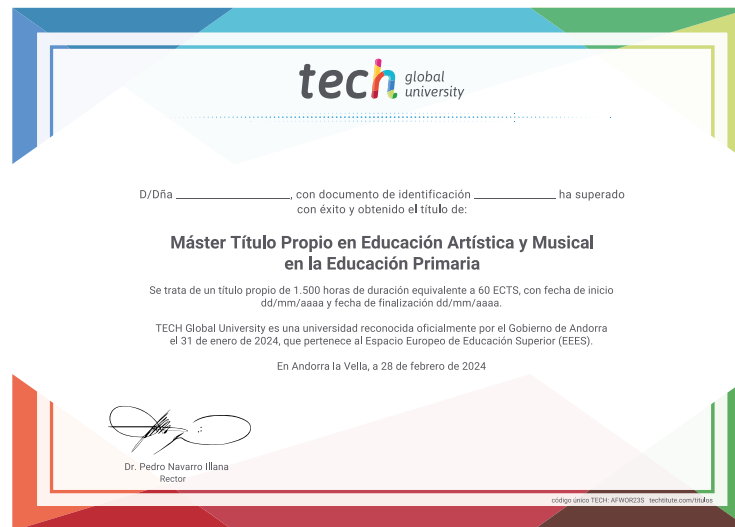 tech global university
D/Dña ______________, con documento de identificación ______________ ha superado
con éxito y obtenido el título de:
Máster Título Propio en Educación Artística y Musical
en la Educación Primaria
Se trata de un título propio de 1.500 horas de duración equivalente a 60 ECTS, con fecha de inicio
dd/mm/aaaa y fecha de finalización dd/mm/aaaa.
TECH Global University es una universidad reconocida oficialmente por el Gobierno de Andorra
el 31 de enero de 2024, que pertenece al Espacio Europeo de Educación Superior (EEES).
En Andorra la Vella, a 28 de febrero de 2024
Dr. Pedro Navarro Illana
Rector
código único TECH: AFWOR23S techtitute.com/titulos